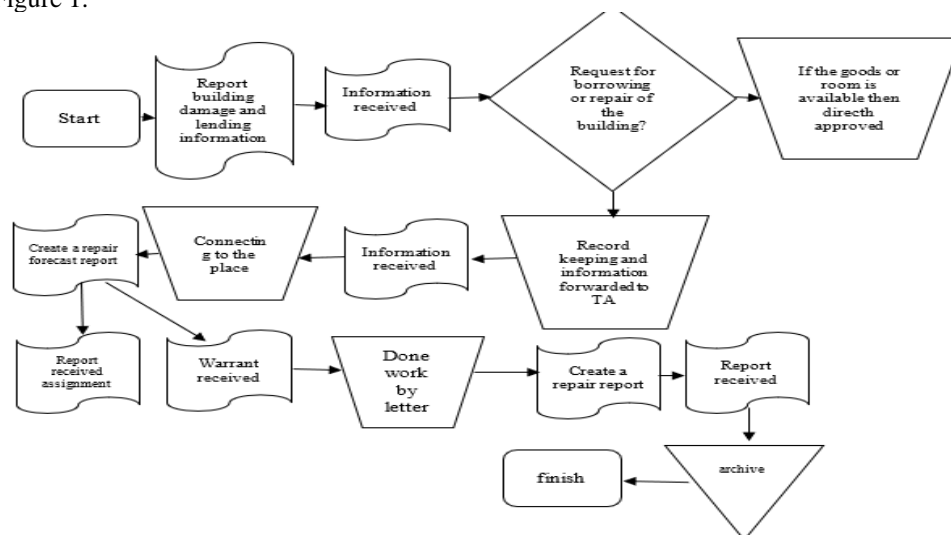 Figure 1.
Start
Report
building
damage and
lending
information
Information
received
Request for
borrowing
or repair of
the
building?
If the goods or
room is
available then
directh
approved
Create a repair
forecast report
Connectin
g to the
place
Information
received
Record
keeping and
information
forwarded to
TA
Report
received
assignment
Warrant
received
Done
work
by
letter
Create a
repair report
Report
received
finish
archive